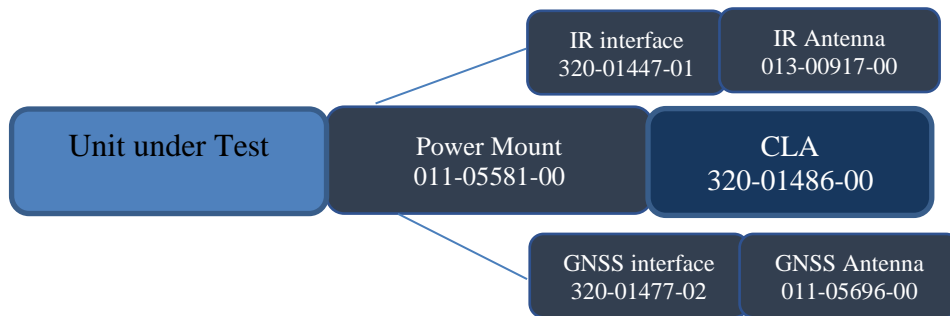 IR interface
320-01447-01
IR Antenna
013-00917-00
Unit under Test
Power Mount
011-05581-00
CLA
320-01486-00
GNSS interface
320-01477-02
GNSS Antenna
011-05696-00